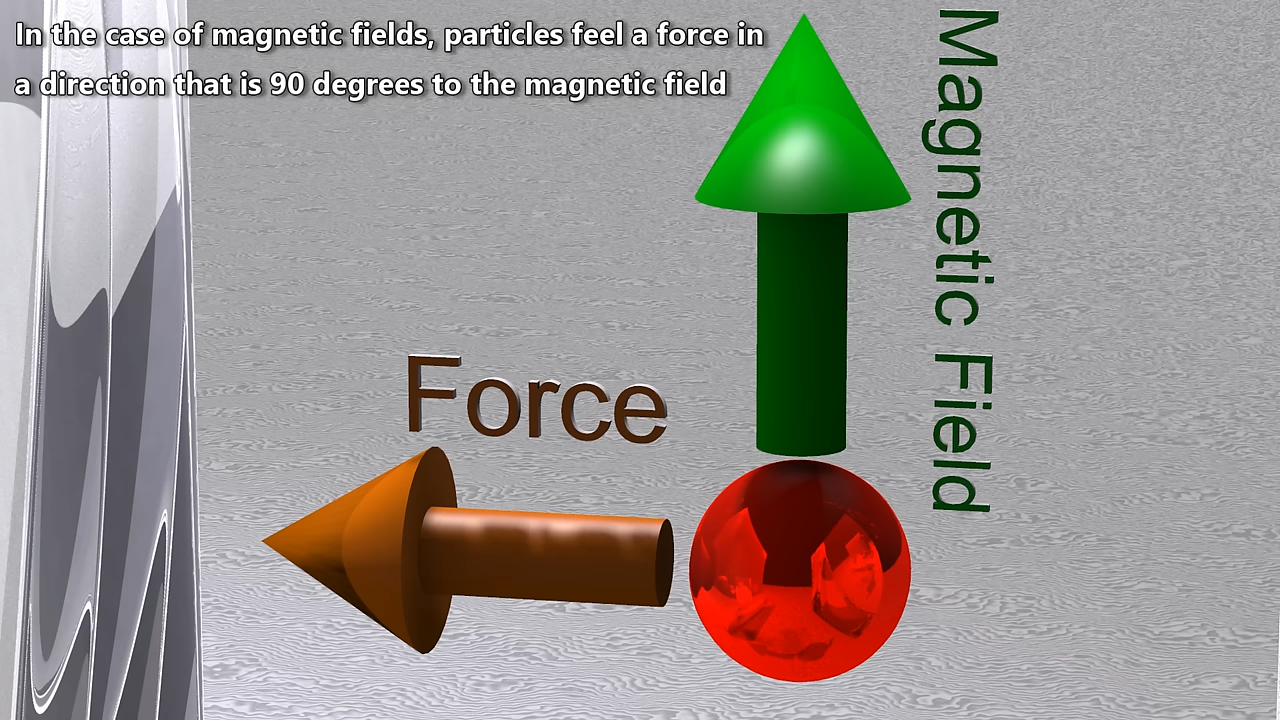 In the case of magnetic fields, particles feel a force in
a direction that is 90 degrees to the magnetic field
Magnetic Field
Force